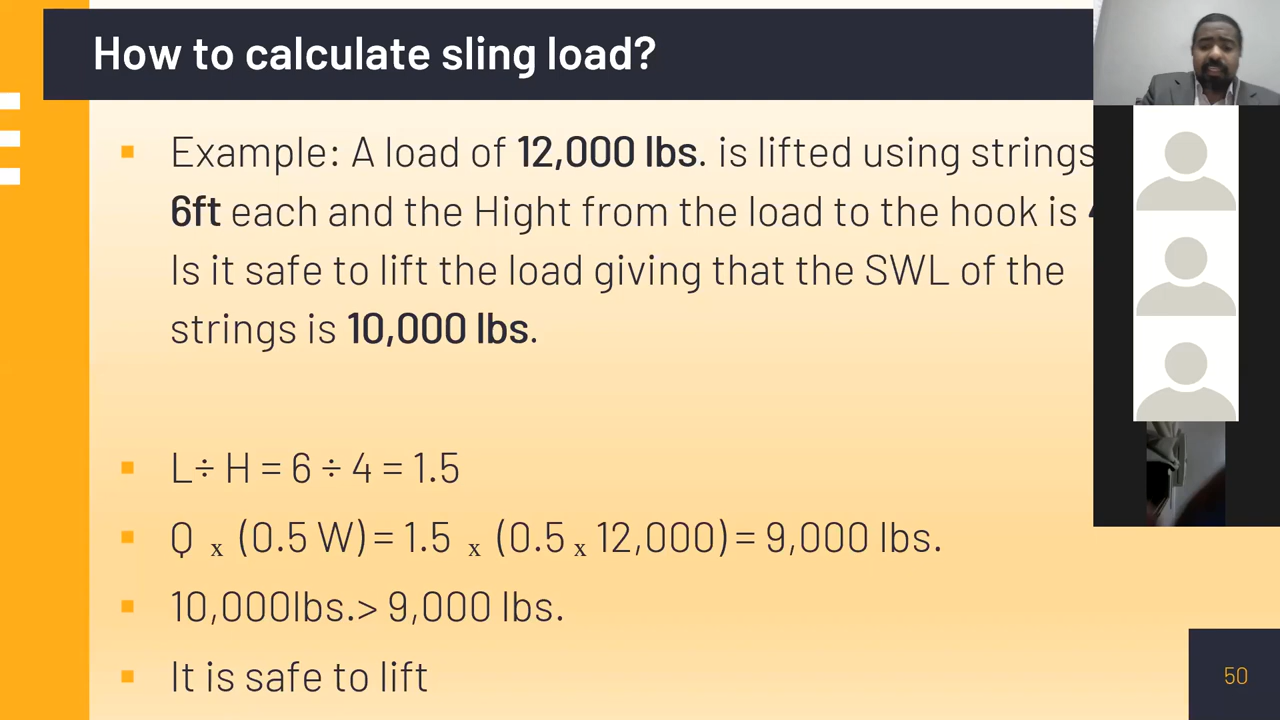 How to calculate sling load?
Example: A load of 12,000 lbs. is lifted using strings
6ft each and the Hight from the load to the hook is
Is it safe to lift the load giving that the SWL of the
strings is 10,000 lbs.
L÷ H = 6 ÷ 4 = 1.5
Q x (0.5 W) = 1.5 x (0.5 x 12,000) = 9,000 lbs.
10,000lbs.> 9,000 lbs.
It is safe to lift
50